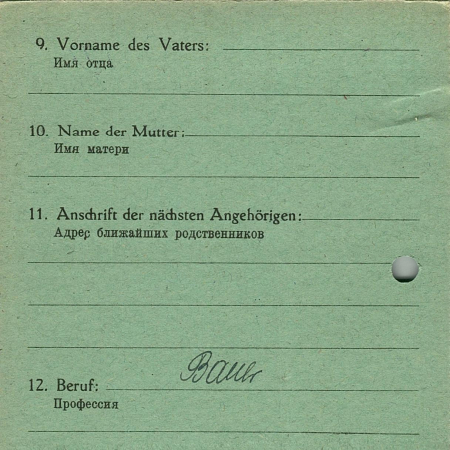 9. Vorname des Vaters:
Имя отца
10. Name der Mutter:
Имя матери
11. Anschrift der nächsten Angehörigen:
Адрес ближайших родственников
12. Beruf: Bauer
Профессия